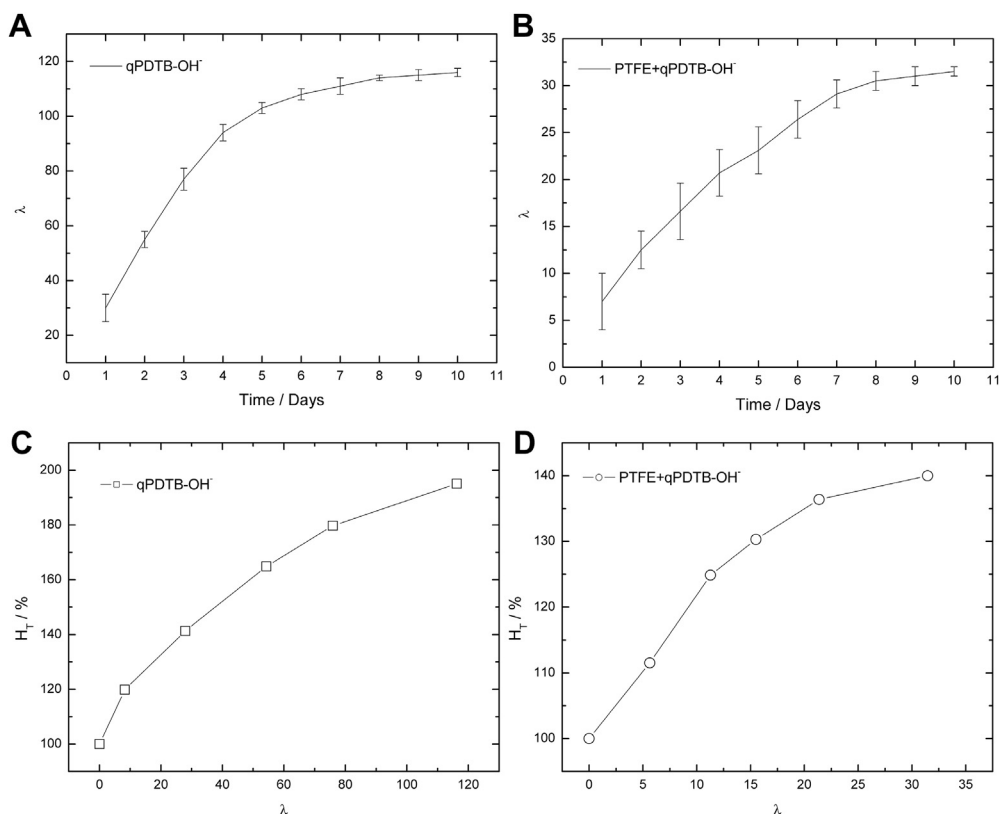 A
qPDTB-OH⁻
120
100
80
60
40
20
λ
0 1 2 3 4 5 6 7 8 9 10 11
Time / Days
B
PTFE+qPDTB-OH⁻
35
30
25
20
15
10
5
0
λ
0 1 2 3 4 5 6 7 8 9 10 11
Time / Days
C
qPDTB-OH⁻
200
180
160
140
120
100
H_T / %
0 20 40 60 80 100 120
λ
D
PTFE+qPDTB-OH⁻
140
130
120
110
100
H_T / %
0 5 10 15 20 25 30 35
λ